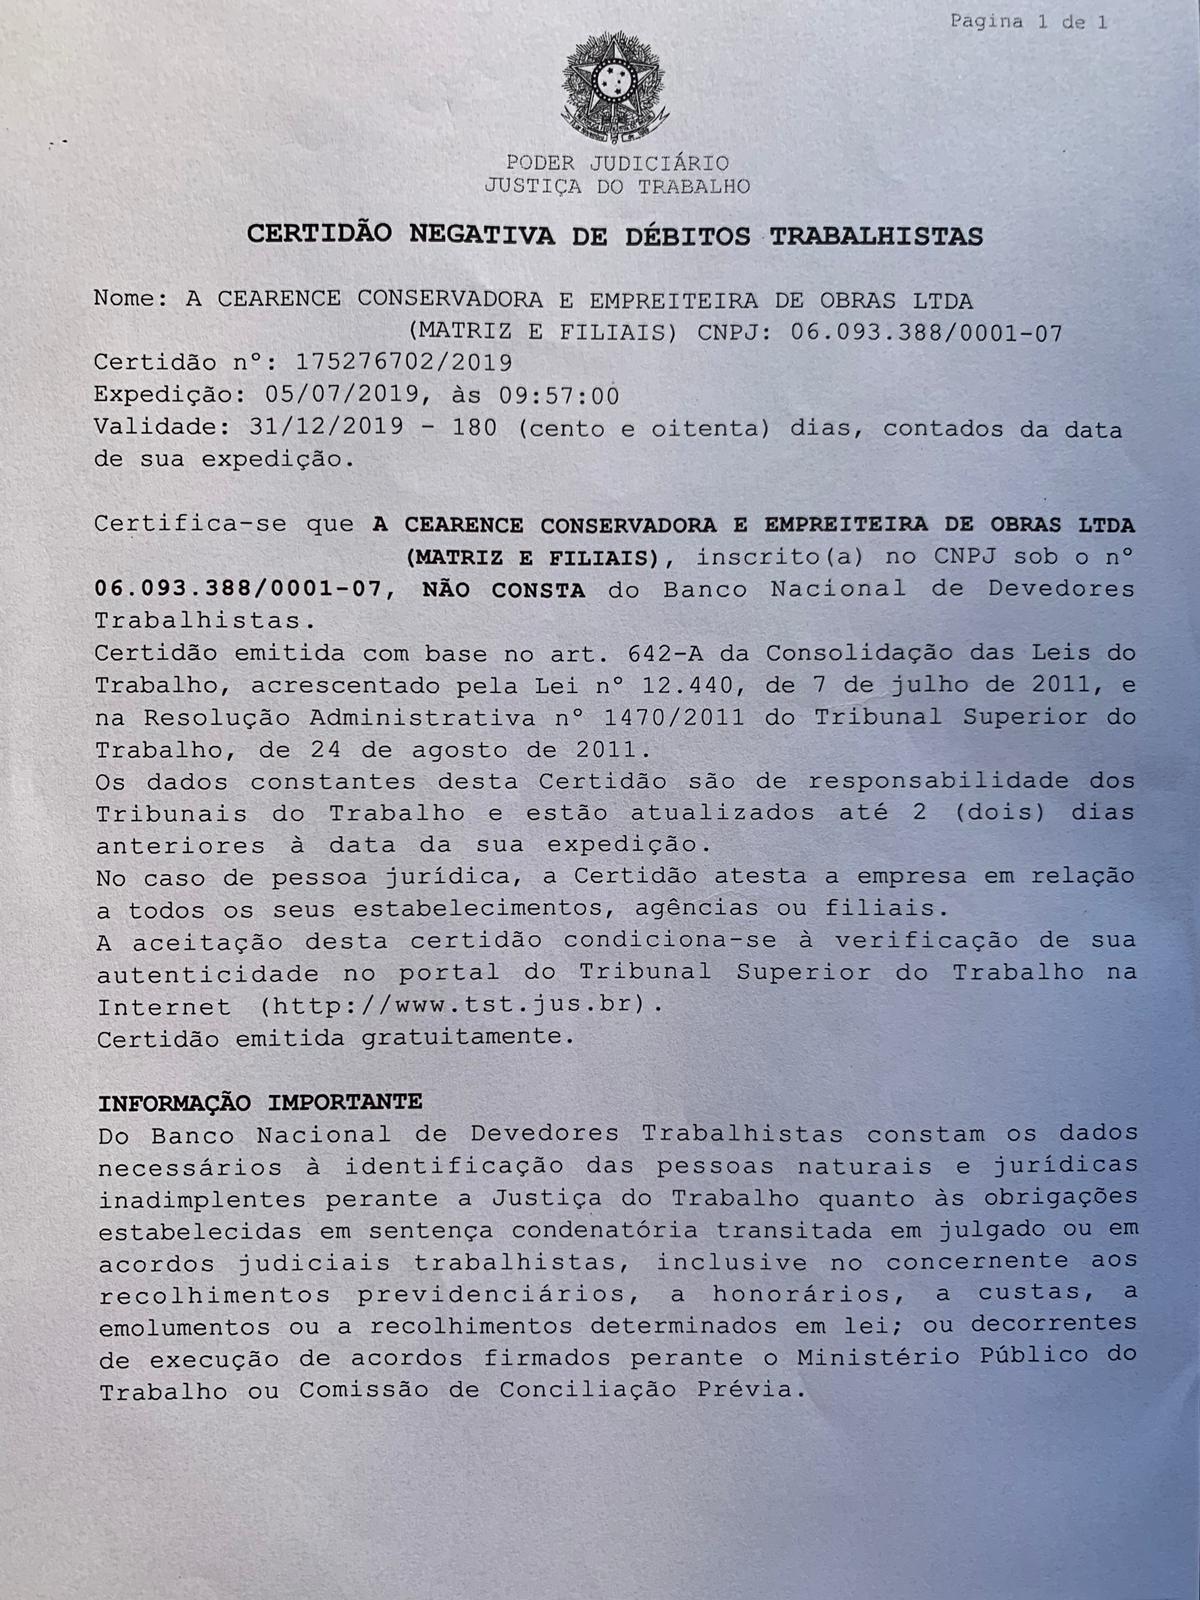 Página 1 de 1
PODER JUDICIÁRIO
JUSTIÇA DO TRABALHO
CERTIDÃO NEGATIVA DE DÉBITOS TRABALHISTAS
Nome: A CEARENCE CONSERVADORA E EMPREITEIRA DE OBRAS LTDA
(MATRIZ E FILIAIS) CNPJ: 06.093.388/0001-07
Certidão nº: 175276702/2019
Expedição: 05/07/2019, às 09:57:00
Validade: 31/12/2019 - 180 (cento e oitenta) dias, contados da data
de sua expedição.
Certifica-se que A CEARENCE CONSERVADORA E EMPREITEIRA DE OBRAS LTDA
(MATRIZ E FILIAIS), inscrito(a) no CNPJ sob o nº
06.093.388/0001-07, NÃO CONSTA do Banco Nacional de Devedores
Trabalhistas.
Certidão emitida com base no art. 642-A da Consolidação das Leis do
Trabalho, acrescentado pela Lei nº 12.440, de 7 de julho de 2011, e
na Resolução Administrativa nº 1470/2011 do Tribunal Superior do
Trabalho, de 24 de agosto de 2011.
Os dados constantes desta Certidão são de responsabilidade dos
Tribunais do Trabalho e estão atualizados até 2 (dois) dias
anteriores à data da sua expedição.
No caso de pessoa jurídica, a Certidão atesta a empresa em relação
a todos os seus estabelecimentos, agências ou filiais.
A aceitação desta certidão condiciona-se à verificação de sua
autenticidade no portal do Tribunal Superior do Trabalho na
Internet (http://www.tst.jus.br).
Certidão emitida gratuitamente.
INFORMAÇÃO IMPORTANTE
Do Banco Nacional de Devedores Trabalhistas constam os dados
necessários à identificação das pessoas naturais e jurídicas
inadimplentes perante a Justiça do Trabalho quanto às obrigações
estabelecidas em sentença condenatória transitada em julgado ou em
acordos judiciais trabalhistas, inclusive no concernente aos
recolhimentos previdenciários, a honorários, a custas, a
emolumentos ou a recolhimentos determinados em lei; ou decorrentes
de execução de acordos firmados perante o Ministério Público do
Trabalho ou Comissão de Conciliação Prévia.